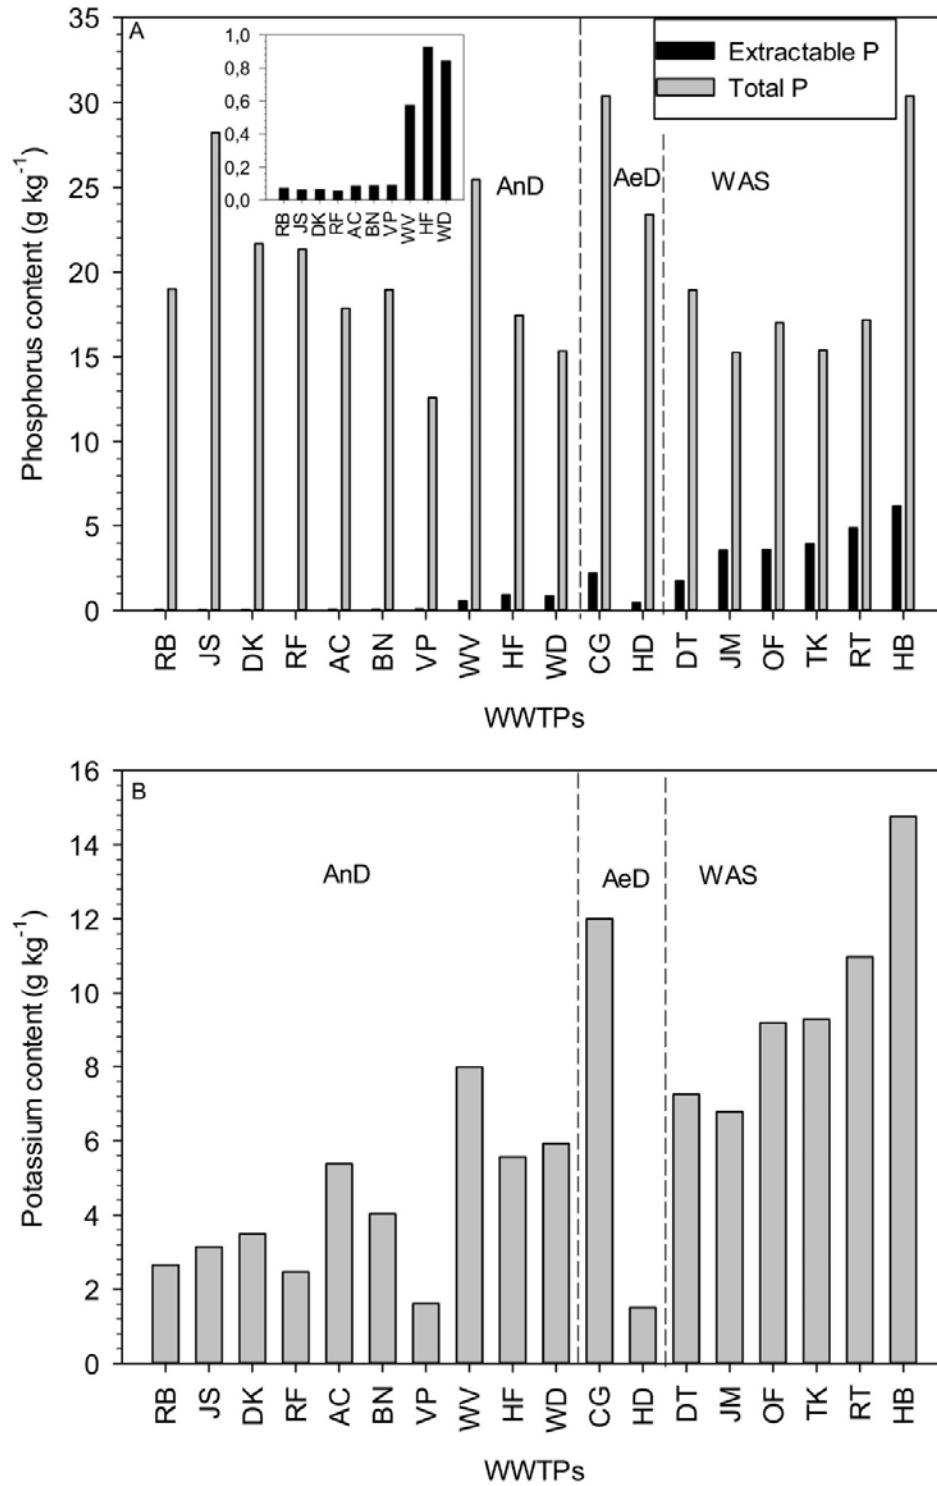 A
Extractable P
Total P
AnD
AeD
WAS
35
30
25
20
15
10
5
0
Phosphorus content (g kg⁻¹)
1,0
0,8
0,6
0,4
0,2
0,0
RB JS DK RF AC BN VP WV HF WD
RB JS DK RF AC BN VP WV HF WD CG HD DT JM OF TK RT HB
WWTPs
B
AnD
AeD
WAS
16
14
12
10
8
6
4
2
0
Potassium content (g kg⁻¹)
RB JS DK RF AC BN VP WV HF WD CG HD DT JM OF TK RT HB
WWTPs